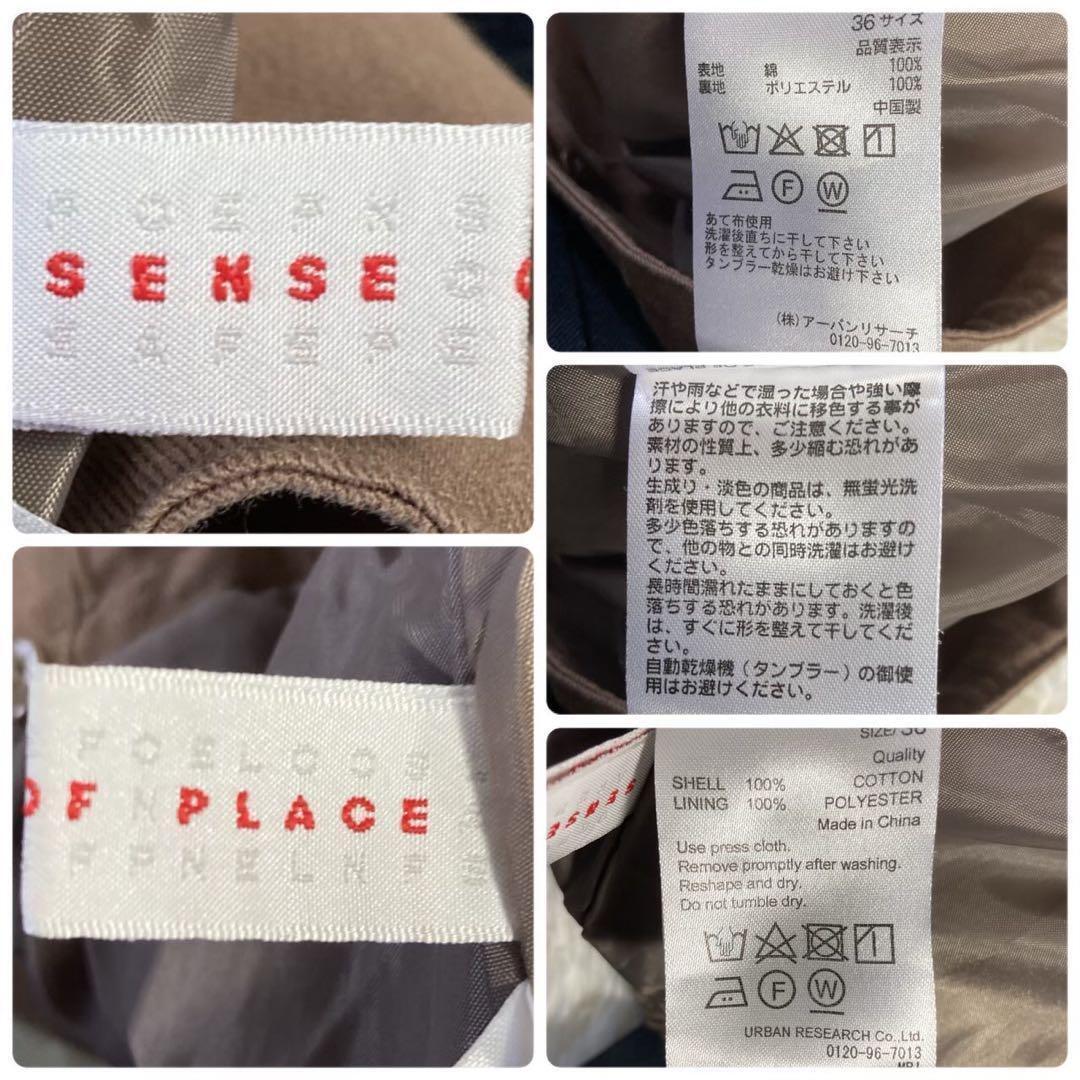 SENSE
OF PLACE
36 サイズ
品質表示
表地 綿 100%
裏地 ポリエステル 100%
中国製
F W
あて布使用
洗濯後直ちに干して下さい
形を整えてから干して下さい
タンブラー乾燥はお避け下さい
(株)アーバンリサーチ
0120-96-7013
汗や雨などで湿った場合や強い摩
擦により他の衣料に移色する事が
ありますので、ご注意ください。
素材の性質上、多少縮む恐れがあ
ります。
生成り・淡色の商品は、無蛍光洗
剤を使用してください。
多少色落ちする恐れがありますの
で、他の物との同時洗濯はお避け
ください。
長時間濡れたままにしておくと色
落ちする恐れがあります。洗濯後
は、すぐに形を整えて干してくだ
さい。
自動乾燥機（タンブラー）の御使
用はお避けください。
SIZE/36
Quality
SHELL 100% COTTON
LINING 100% POLYESTER
Made in China
Use press cloth.
Remove promptly after washing.
Reshape and dry.
Do not tumble dry.
F W
URBAN RESEARCH Co.,Ltd.
0120-96-7013